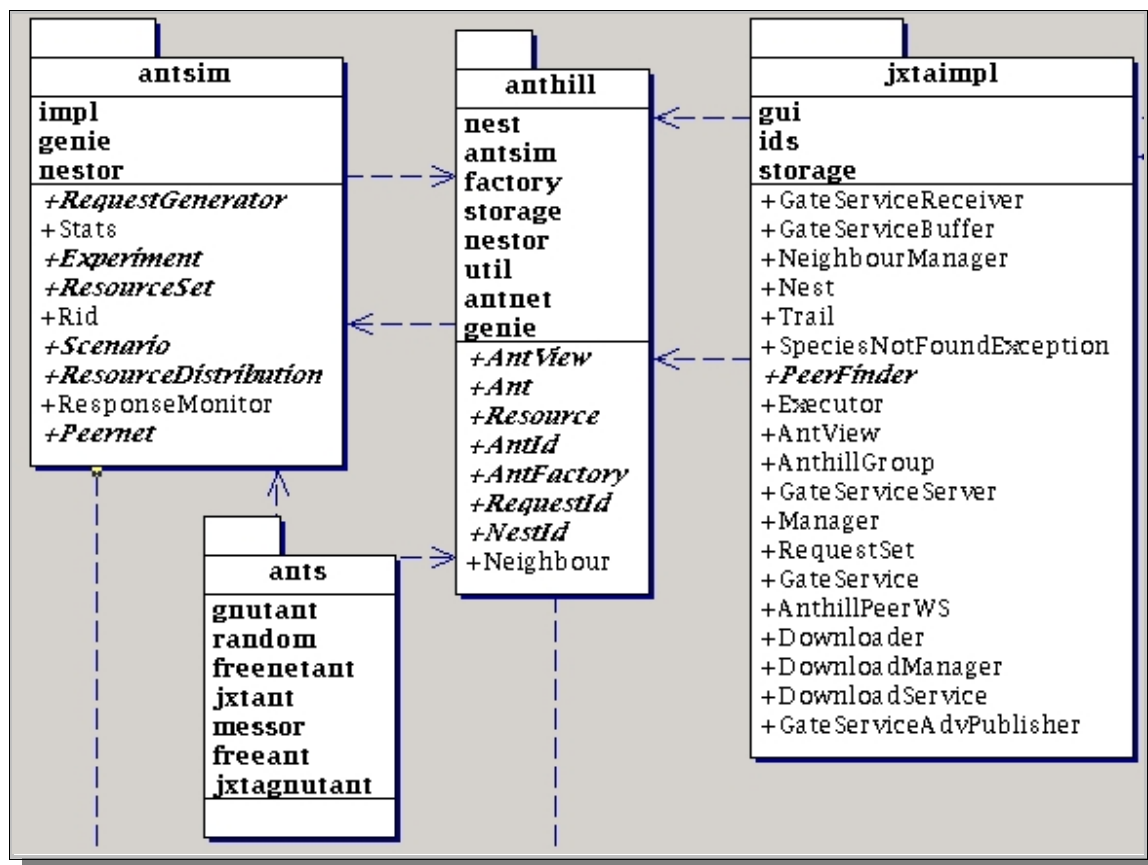 antsim
impl
genie
nestor
+RequestGenerator
+Stats
+Experiment
+ResourceSet
+Rid
+Scenario
+ResourceDistribution
+ResponseMonitor
+Peernet
anthill
nest
antsim
factory
storage
nestor
util
antnet
genie
+AntView
+Ant
+Resource
+AntId
+AntFactory
+RequestId
+NestId
+Neighbour
jxtaimpl
gui
ids
storage
+GateServiceReceiver
+GateServiceBuffer
+NeighbourManager
+Nest
+Trail
+SpeciesNotFoundException
+PeerFinder
+Executor
+AntView
+AnthillGroup
+GateServiceServer
+Manager
+RequestSet
+GateService
+AnthillPeerWS
+Downloader
+DownloadManager
+DownloadService
+GateServiceAdvPublisher
ants
gnutant
random
freenetant
jxtant
messor
freeant
jxtagnutant